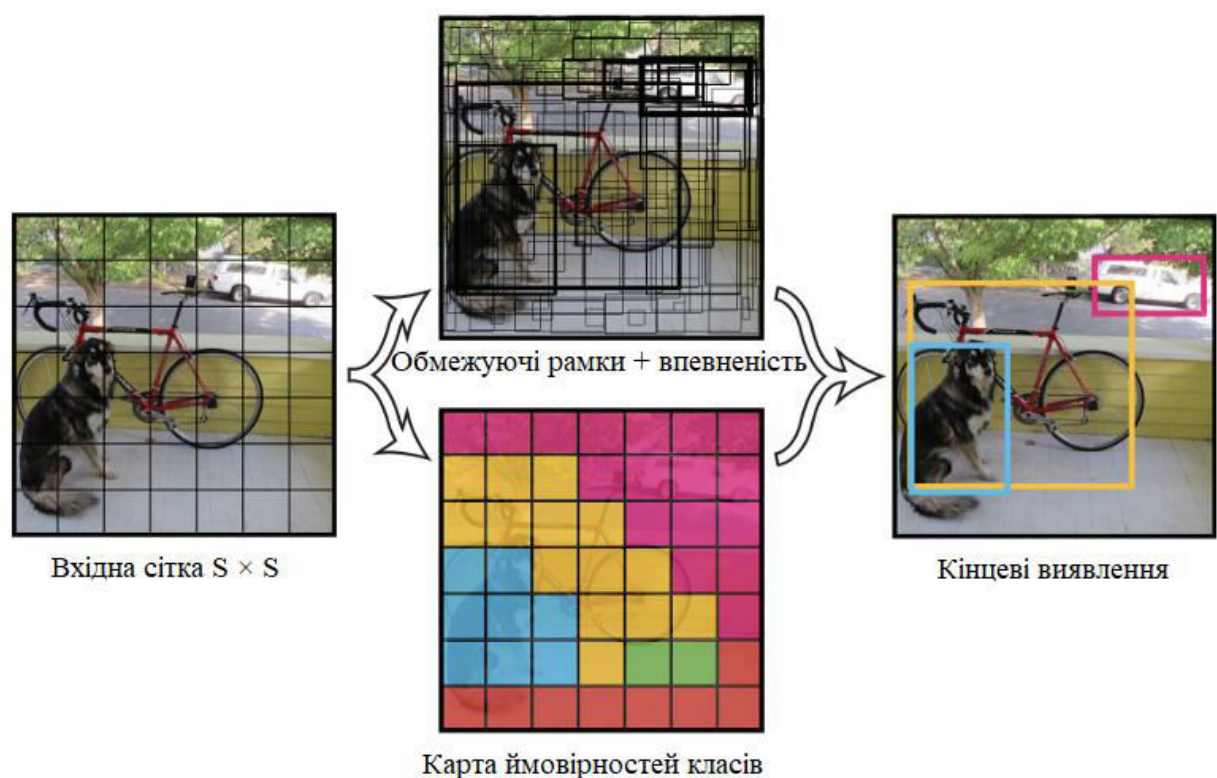 Обмежуючі рамки + впевненість
Вхідна сітка S × S
Кінцеві виявлення
Карта ймовірностей класів